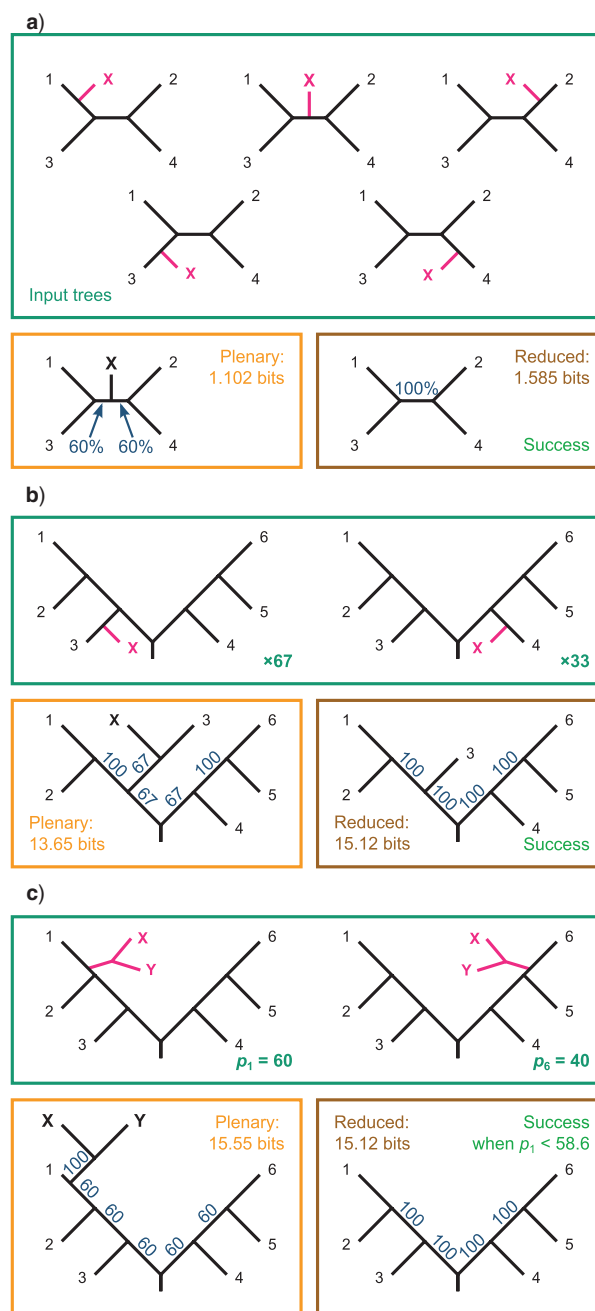 a)
1 X 2 3 4
1 X 2 3 4
1 X 2 3 4
1 2 3 X 4
1 2 3 X 4
Input trees
1 X 2
Plenary:
1.102 bits
3 60% 60% 4
1 2
Reduced:
1.585 bits
100%
3 4
Success
b)
1 6
2 5
3 X 4
×67
1 6
2 5
3 X 4
×33
1 X 3 6
100 67 100
2 67 67 5
4
Plenary:
13.65 bits
1 6
100 3 100
2 100 100 5
4
Reduced:
15.12 bits
Success
c)
1 X 6
Y
2 5
3 4
p1 = 60
1 X 6
Y
2 5
3 4
p6 = 40
X Y
Plenary:
15.55 bits
100
1 6
60 60
60
2 60 60 5
3 4
Reduced:
15.12 bits
Success
when p1 < 58.6
1 6
100 100
2 100 100 5
3 4